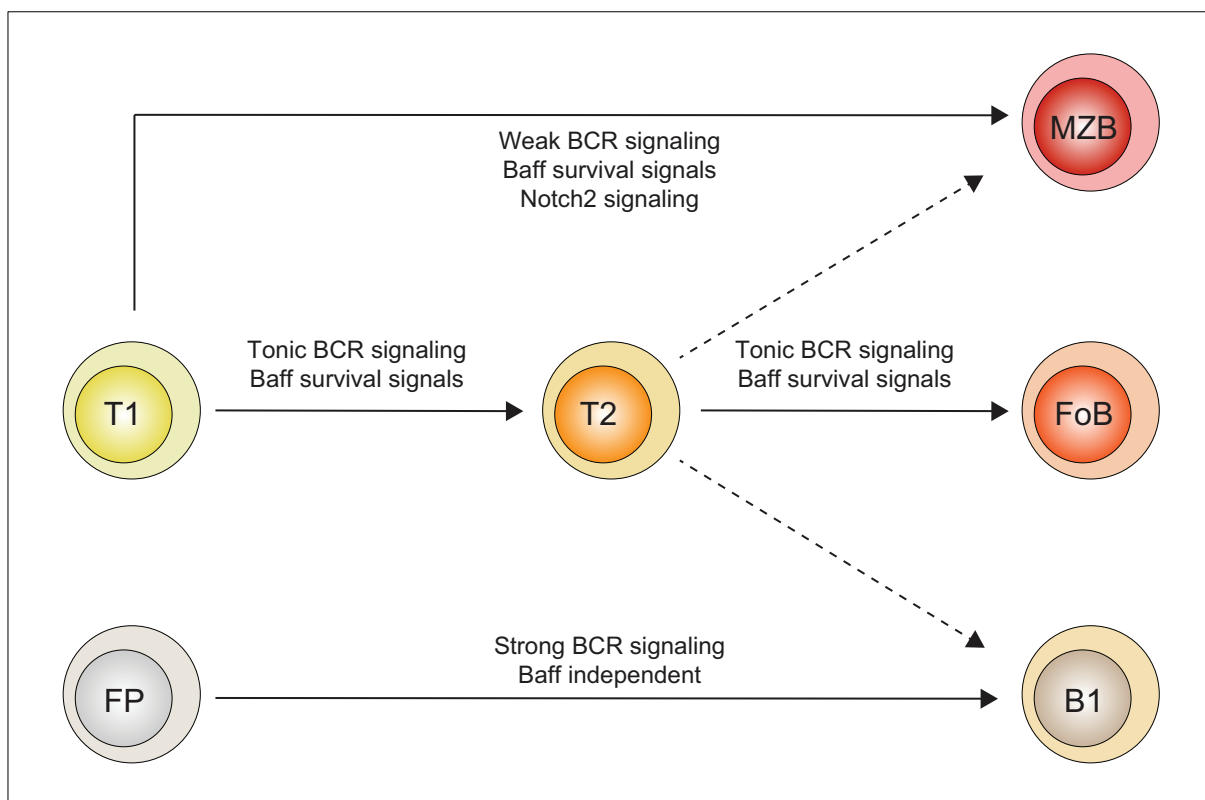 MZB
Weak BCR signaling
Baff survival signals
Notch2 signaling
Tonic BCR signaling
Baff survival signals
Tonic BCR signaling
Baff survival signals
T1
T2
FoB
Strong BCR signaling
Baff independent
FP
B1